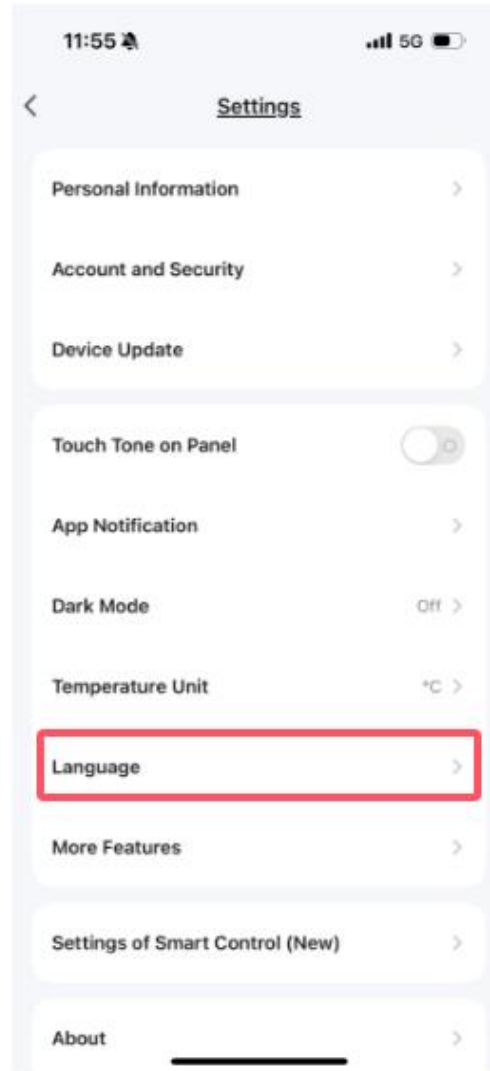 11:55
5G
Settings
Personal Information
Account and Security
Device Update
Touch Tone on Panel
App Notification
Dark Mode Off
Temperature Unit °C
Language
More Features
Settings of Smart Control (New)
About